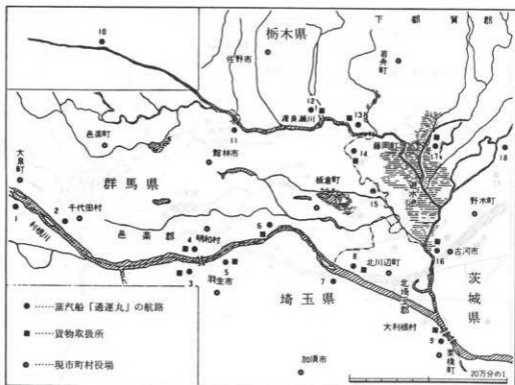 下都賀郡
栃木県
佐野市
岩舟町
10
12
渡良瀬川
13
11
藤岡町
17
18
邑楽町
館林市
14
大泉町
群馬県
板倉町
15
野木町
1
2
千代田村
利根川
邑楽郡
明和村
6
4
5
3
羽生市
7
8
北川辺町
16
古河市
埼玉県
北埼玉郡
茨城県
大利根村
9
栗橋町
加須市
●……蒸汽船「通運丸」の航路
■……貨物取扱所
◎……現市町村役場
20万分の1